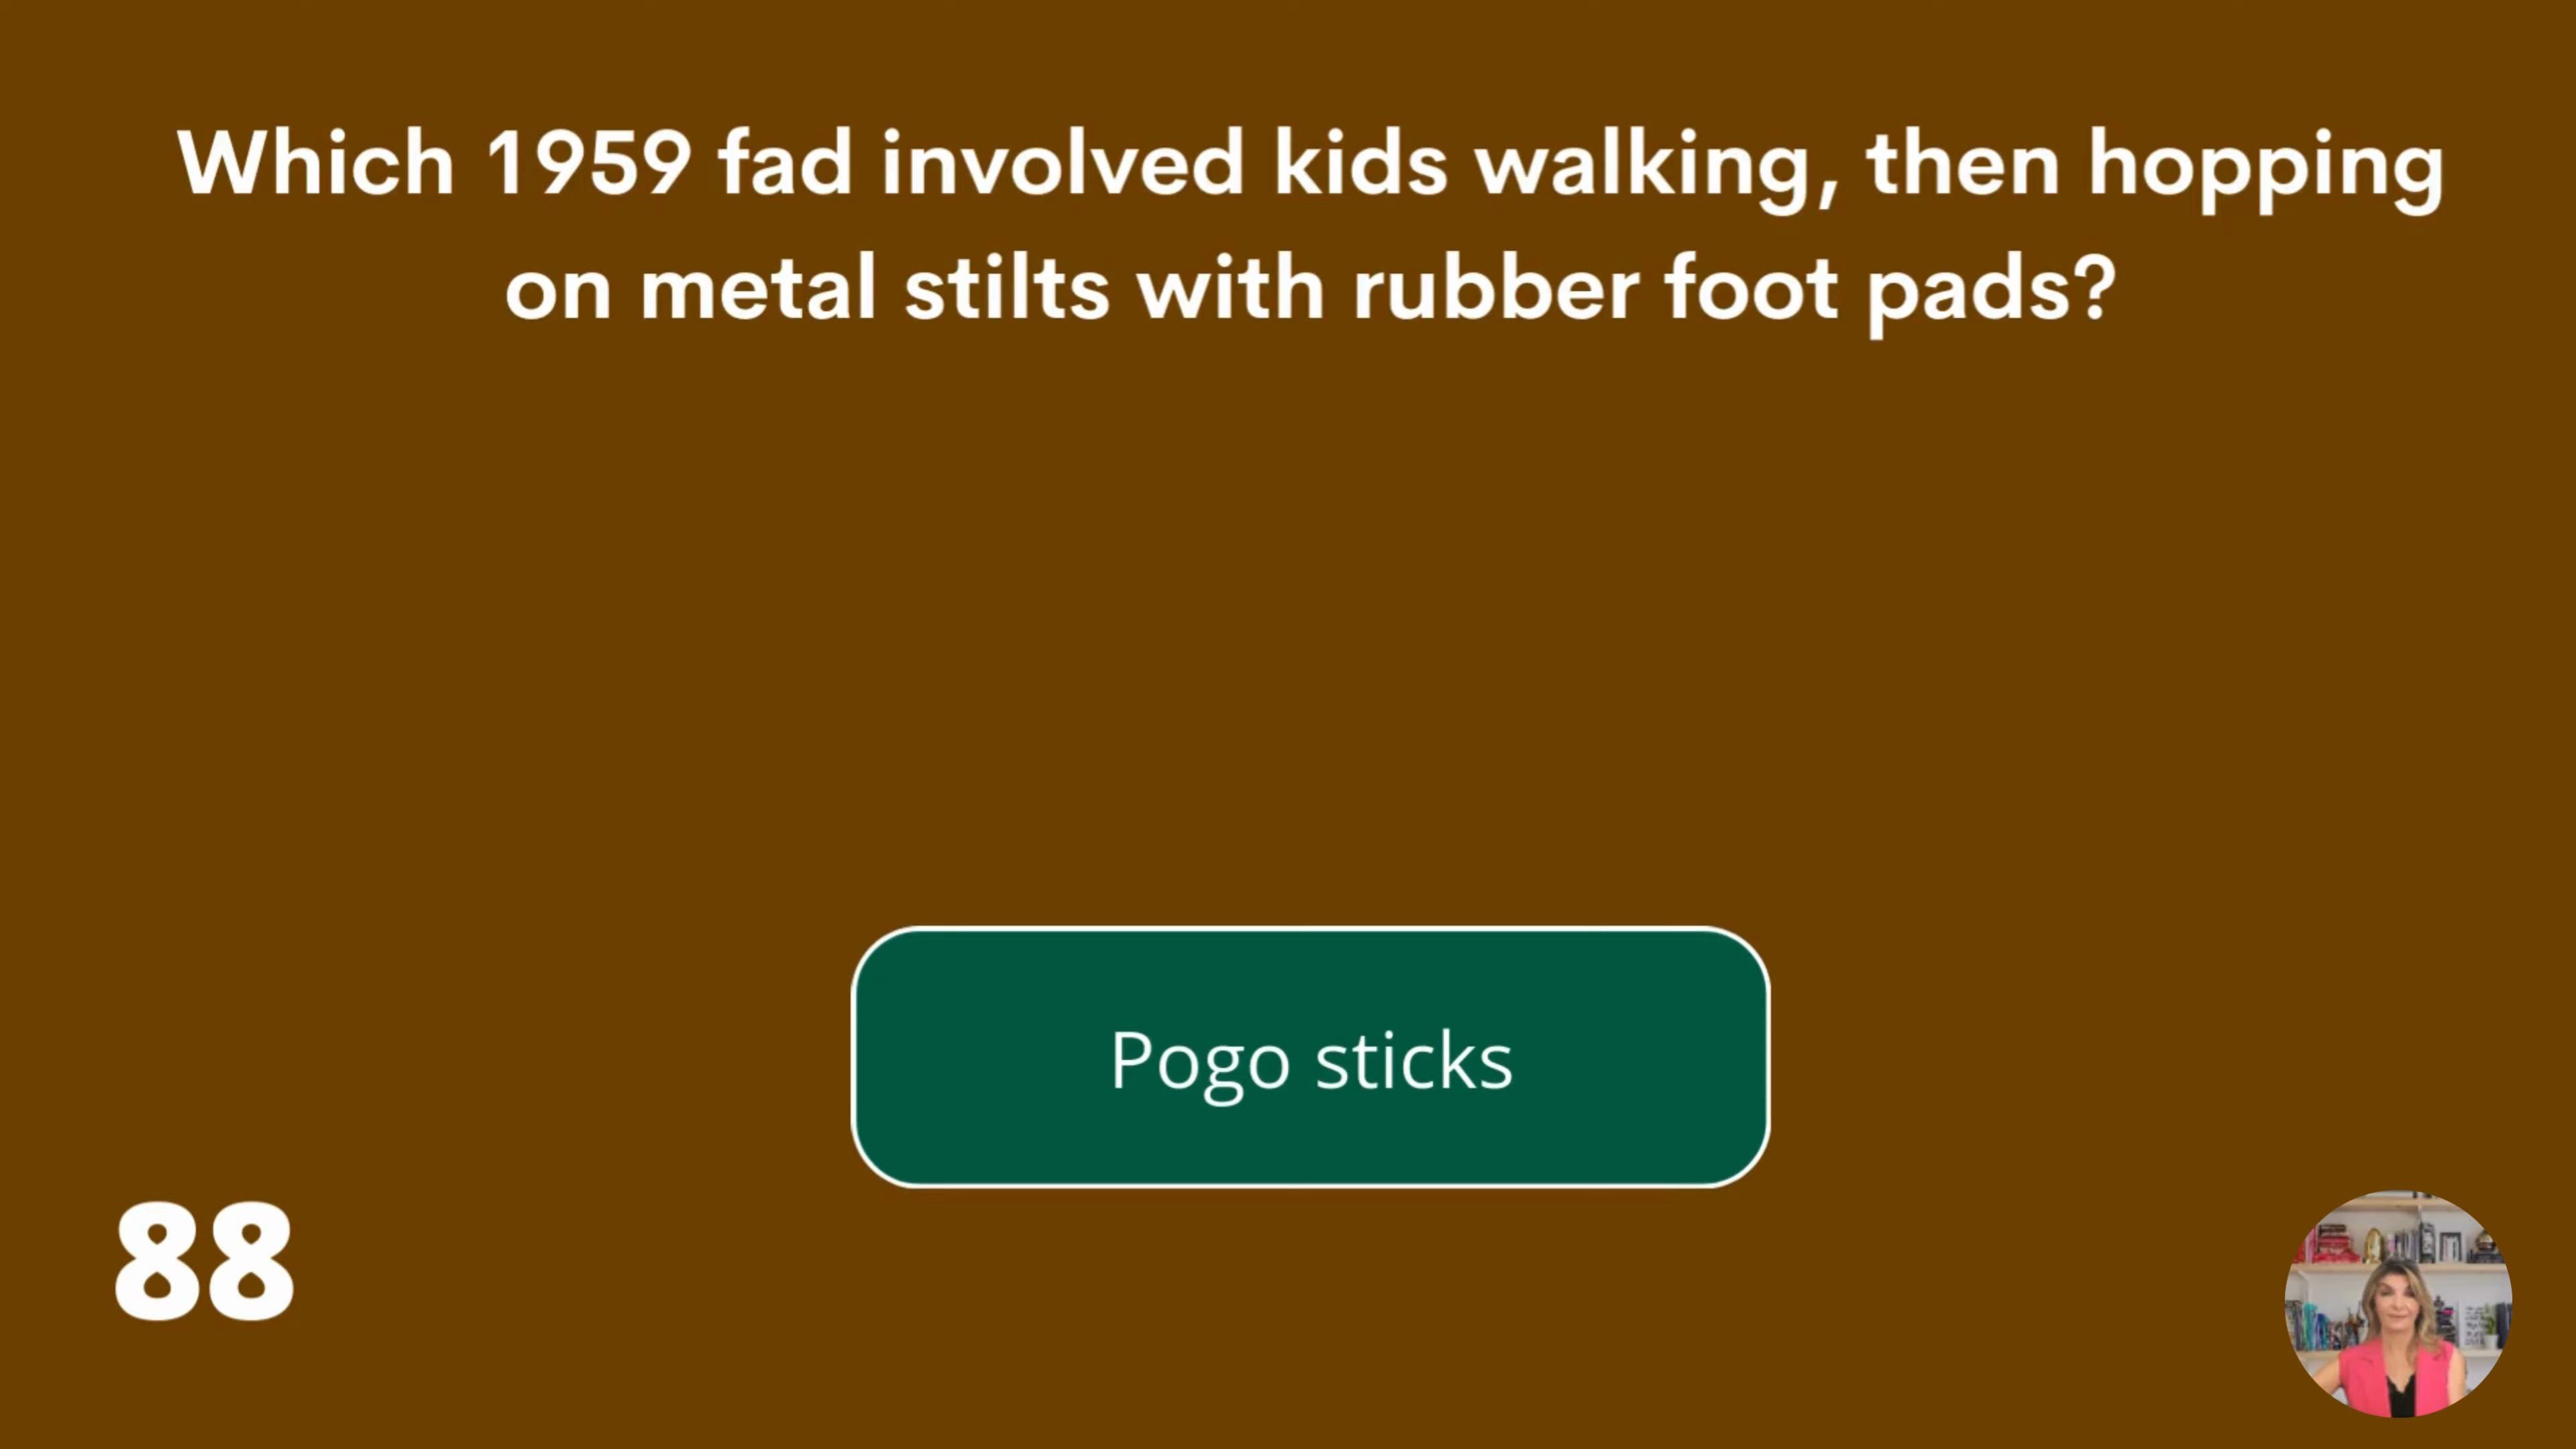 Which 1959 fad involved kids walking, then hopping
on metal stilts with rubber foot pads?
Pogo sticks
88